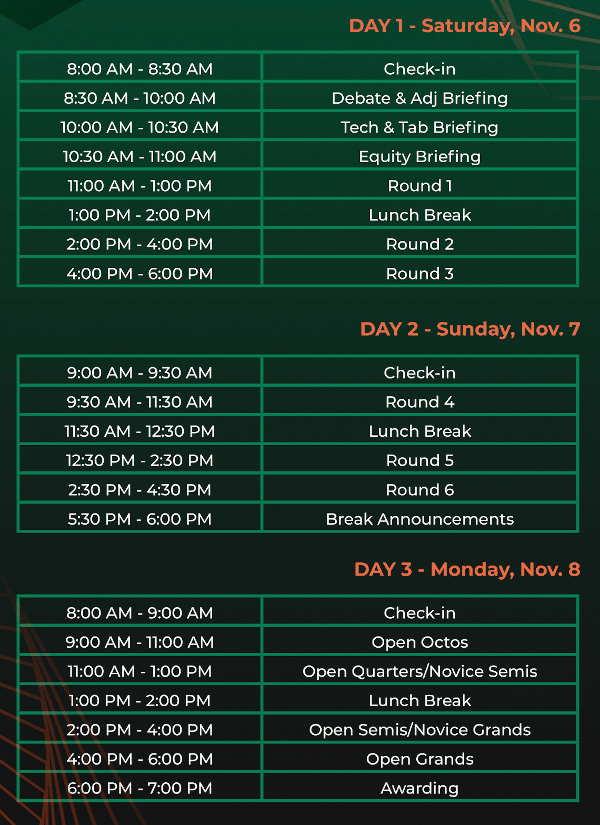 DAY 1 - Saturday, Nov. 6
8:00 AM - 8:30 AM Check-in
8:30 AM - 10:00 AM Debate & Adj Briefing
10:00 AM - 10:30 AM Tech & Tab Briefing
10:30 AM - 11:00 AM Equity Briefing
11:00 AM - 1:00 PM Round 1
1:00 PM - 2:00 PM Lunch Break
2:00 PM - 4:00 PM Round 2
4:00 PM - 6:00 PM Round 3
DAY 2 - Sunday, Nov. 7
9:00 AM - 9:30 AM Check-in
9:30 AM - 11:30 AM Round 4
11:30 AM - 12:30 PM Lunch Break
12:30 PM - 2:30 PM Round 5
2:30 PM - 4:30 PM Round 6
5:30 PM - 6:00 PM Break Announcements
DAY 3 - Monday, Nov. 8
8:00 AM - 9:00 AM Check-in
9:00 AM - 11:00 AM Open Octos
11:00 AM - 1:00 PM Open Quarters/Novice Semis
1:00 PM - 2:00 PM Lunch Break
2:00 PM - 4:00 PM Open Semis/Novice Grands
4:00 PM - 6:00 PM Open Grands
6:00 PM - 7:00 PM Awarding